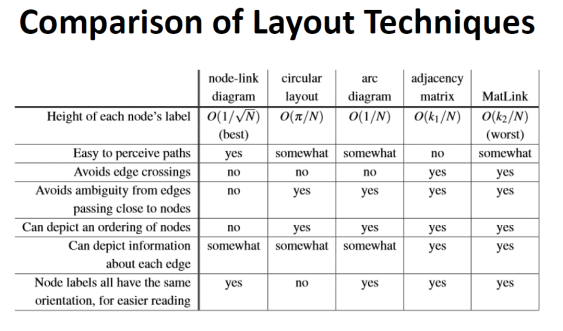 Comparison of Layout Techniques
node-link circular arc adjacency
diagram layout diagram matrix MatLink
Height of each node's label O(1/√N) O(π/N) O(1/N) O(k₁/N) O(k₂/N)
(best) (worst)
Easy to perceive paths yes somewhat somewhat no somewhat
Avoids edge crossings no no no yes yes
Avoids ambiguity from edges no yes yes yes yes
passing close to nodes
Can depict an ordering of nodes no yes yes yes yes
Can depict information somewhat somewhat somewhat yes yes
about each edge
Node labels all have the same yes no yes yes yes
orientation, for easier reading